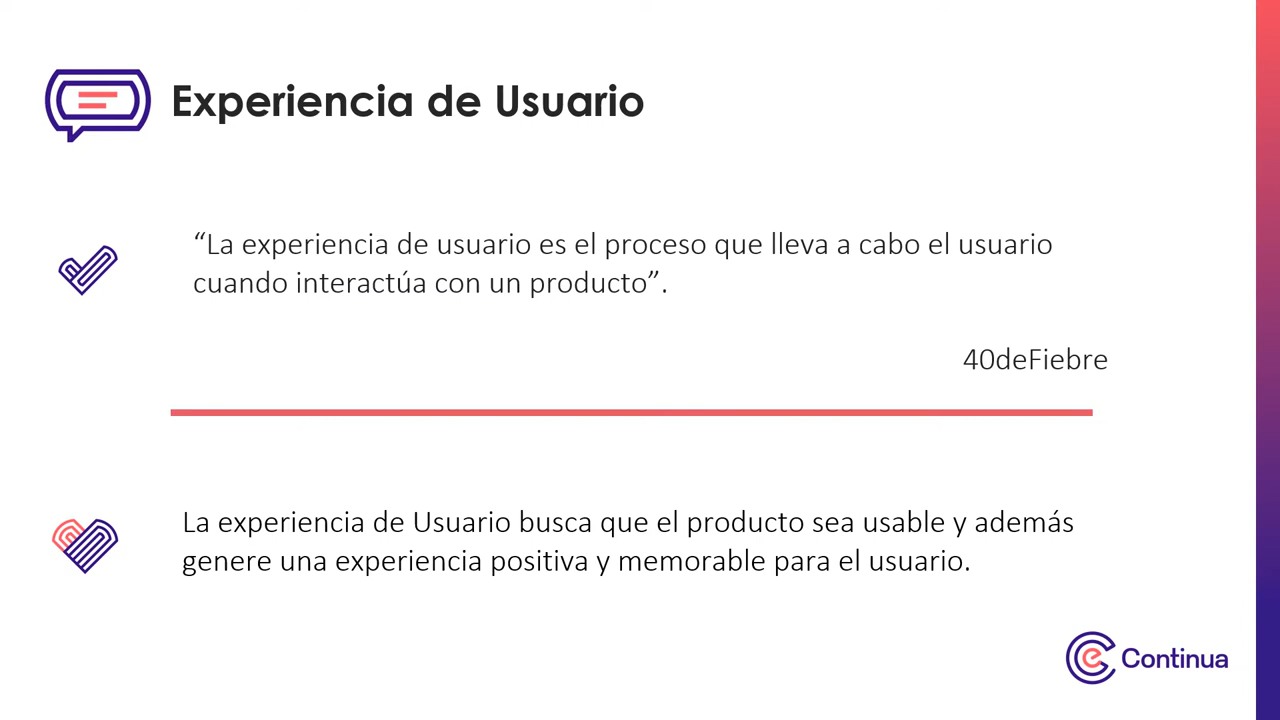 Experiencia de Usuario
“La experiencia de usuario es el proceso que lleva a cabo el usuario
cuando interactúa con un producto”.
40deFiebre
La experiencia de Usuario busca que el producto sea usable y además
genere una experiencia positiva y memorable para el usuario.
e Continua